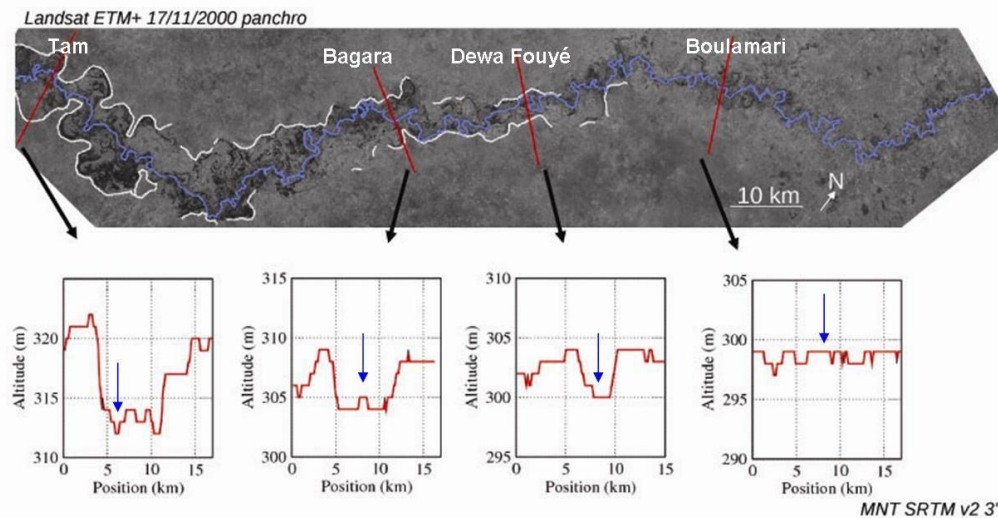 Landsat ETM+ 17/11/2000 panchro
Tam
Bagara
Dewa Fouyé
Boulamari
10 km
N
Altitude (m)
320
315
314
310
0 5 10 15
Position (km)
Altitude (m)
315
310
305
300
0 5 10 15
Position (km)
Altitude (m)
310
304
303
300
295
0 5 10 15
Position (km)
Altitude (m)
305
300
295
290
0 5 10 15
Position (km)
MNT SRTM v2 3"